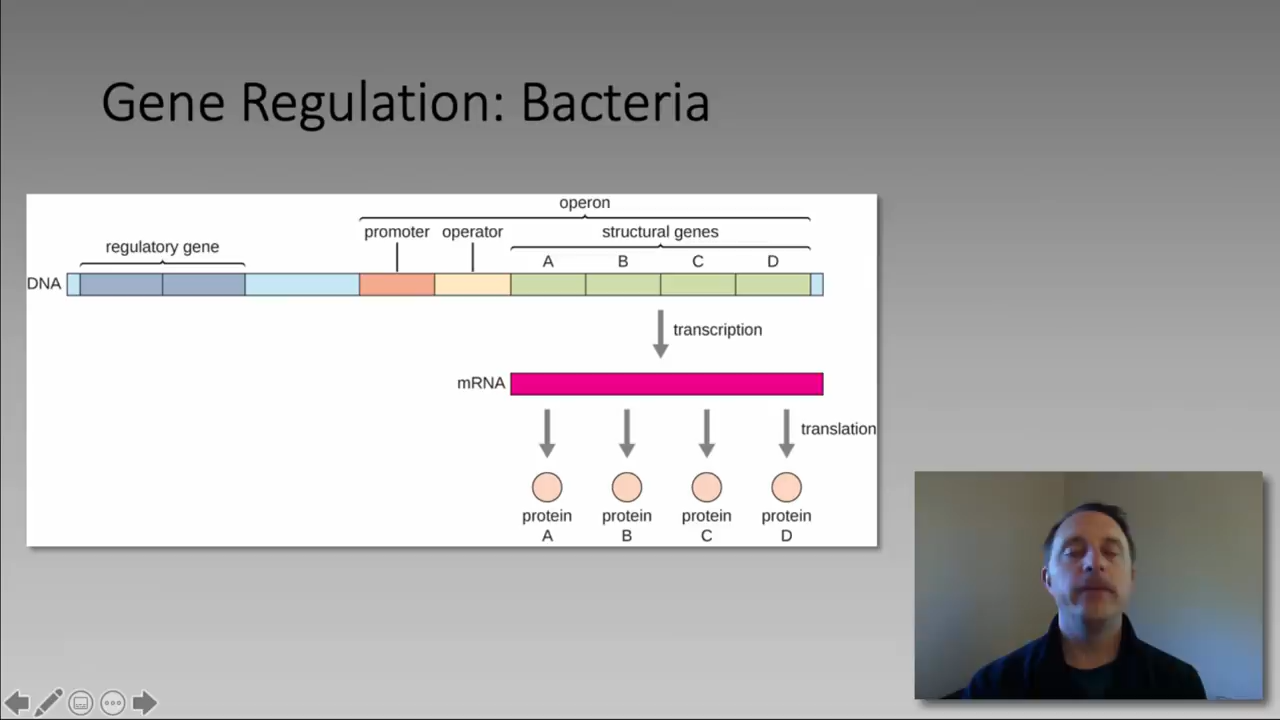 Gene Regulation: Bacteria
operon
promoter operator structural genes
regulatory gene
A B C D
DNA
transcription
mRNA
translation
protein protein protein protein
A B C D